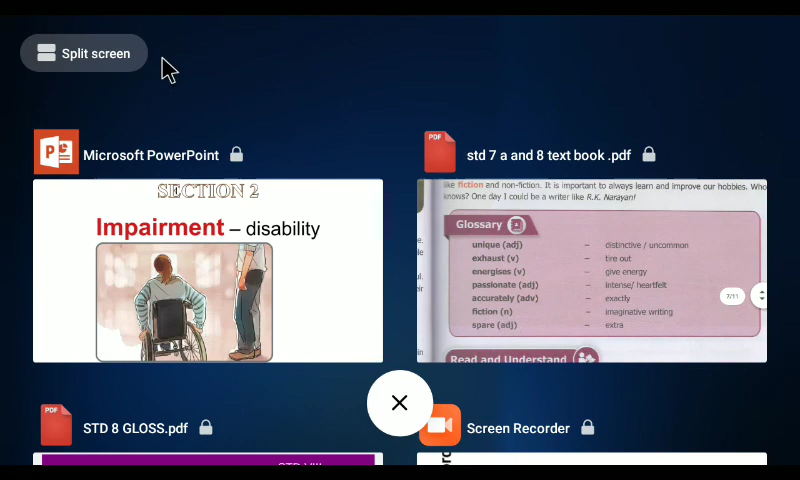 Split screen
Microsoft PowerPoint
SECTION 2
Impairment – disability
PDF
std 7 a and 8 text book .pdf
like fiction and non-fiction. It is important to always learn and improve our hobbies. Who
knows? One day I could be a writer like R.K. Narayan!
Glossary
unique (adj) – distinctive / uncommon
exhaust (v) – tire out
energises (v) – give energy
passionate (adj) – intense/ heartfelt
accurately (adv) – exactly
fiction (n) – imaginative writing
spare (adj) – extra
7/11
Read and Understand
PDF
STD 8 GLOSS.pdf
Screen Recorder